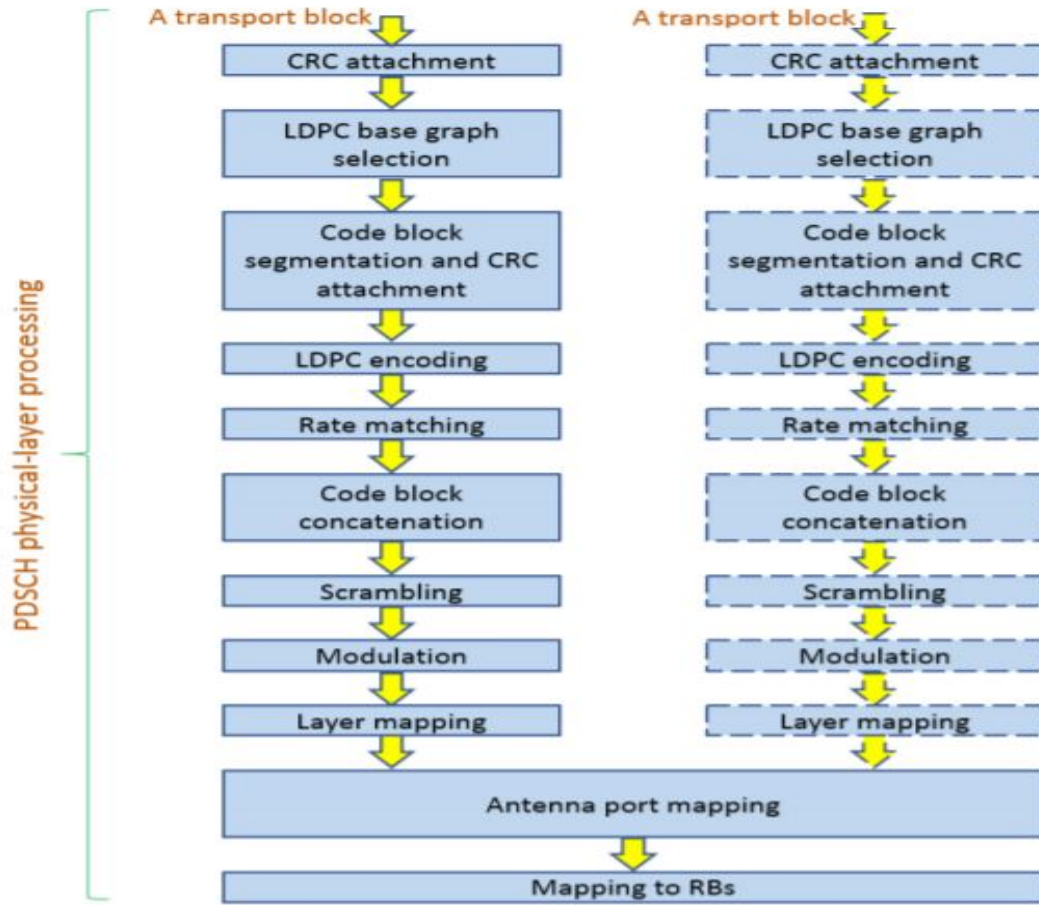 PDSCH physical-layer processing
A transport block
CRC attachment
LDPC base graph
selection
Code block
segmentation and CRC
attachment
LDPC encoding
Rate matching
Code block
concatenation
Scrambling
Modulation
Layer mapping
A transport block
CRC attachment
LDPC base graph
selection
Code block
segmentation and CRC
attachment
LDPC encoding
Rate matching
Code block
concatenation
Scrambling
Modulation
Layer mapping
Antenna port mapping
Mapping to RBs